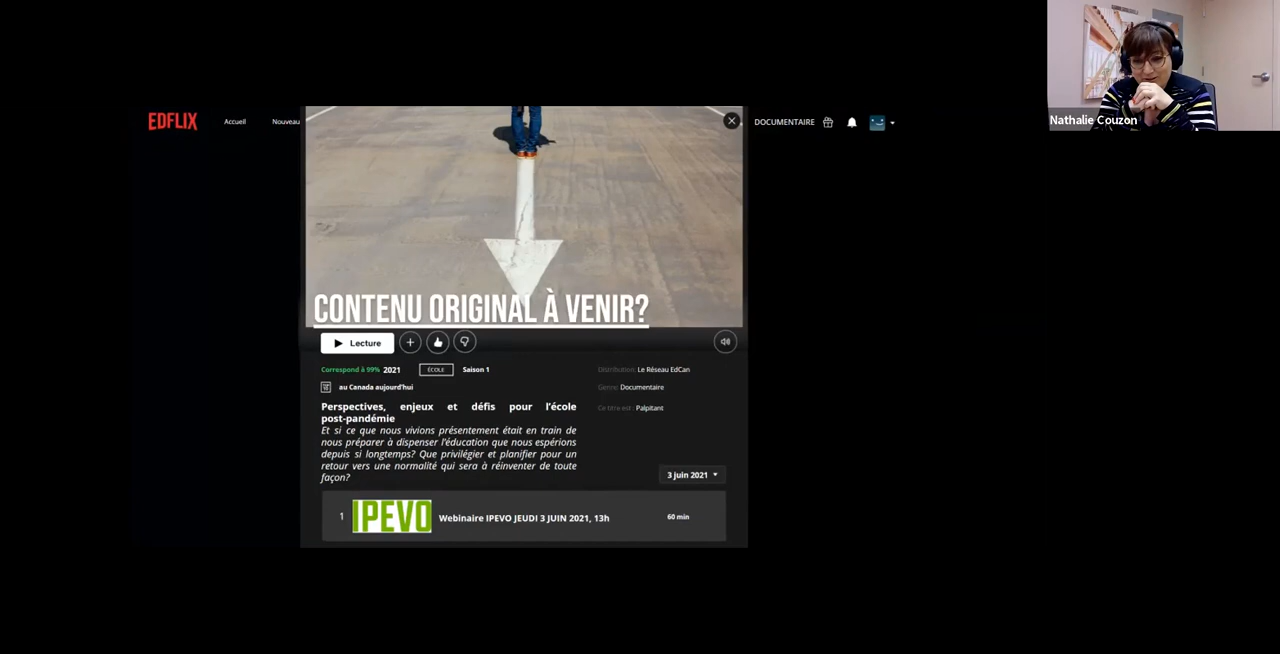 Nathalie Couzon
EDFLIX Accueil Nouveau DOCUMENTAIRE
CONTENU ORIGINAL À VENIR?
Lecture
Correspond à 99% 2021 ÉCOLE Saison 1
au Canada aujourd'hui
Distribution: Le Réseau EdCan
Genre: Documentaire
Ce titre est : Palpitant
Perspectives, enjeux et défis pour l'école
post-pandémie
Et si ce que nous vivions présentement était en train de
nous préparer à dispenser l'éducation que nous espérions
depuis si longtemps? Que privilégier et planifier pour un
retour vers une normalité qui sera à réinventer de toute
façon?
3 juin 2021
1 IPEVO Webinaire IPEVO JEUDI 3 JUIN 2021, 13h 60 min